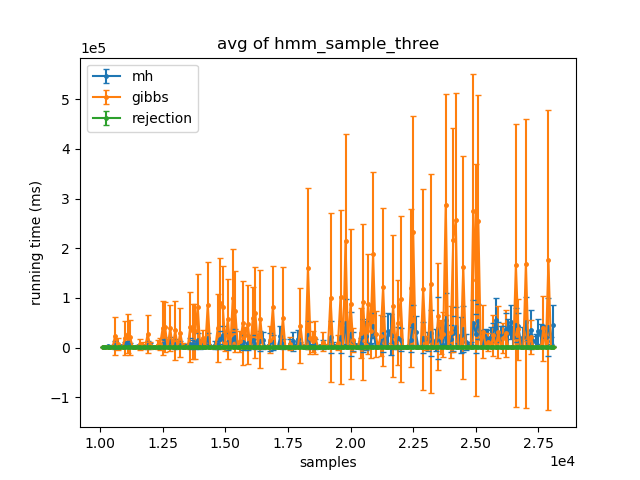 avg of hmm_sample_three
1e5
mh
gibbs
rejection
5
4
3
2
1
0
−1
running time (ms)
1.00 1.25 1.50 1.75 2.00 2.25 2.50 2.75
samples
1e4